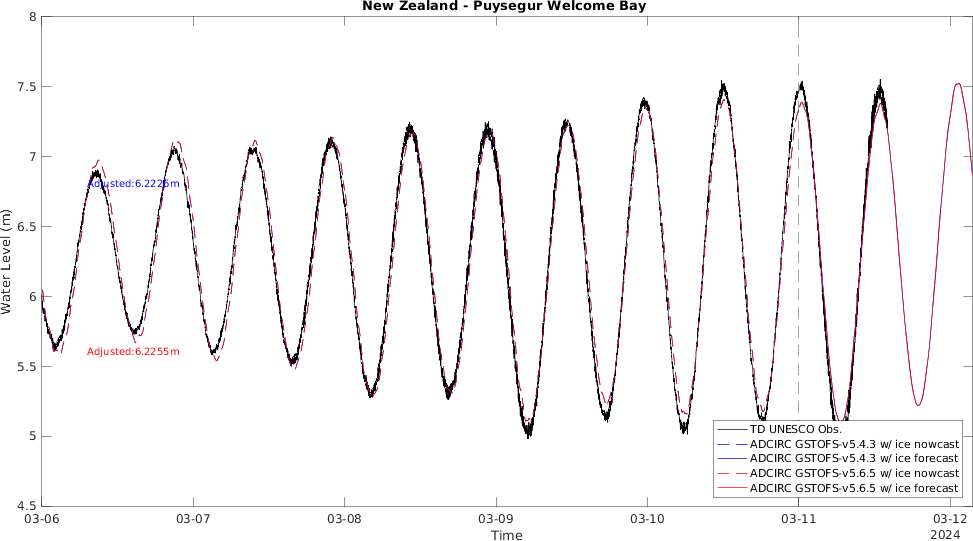 New Zealand - Puysegur Welcome Bay
Water Level (m)
8
7.5
7
6.5
6
5.5
5
4.5
Adjusted:6.2226m
Adjusted:6.2255m
TD UNESCO Obs.
ADCIRC GSTOFS-v5.4.3 w/ ice nowcast
ADCIRC GSTOFS-v5.4.3 w/ ice forecast
ADCIRC GSTOFS-v5.6.5 w/ ice nowcast
ADCIRC GSTOFS-v5.6.5 w/ ice forecast
03-06 03-07 03-08 03-09 03-10 03-11 03-12
Time
2024